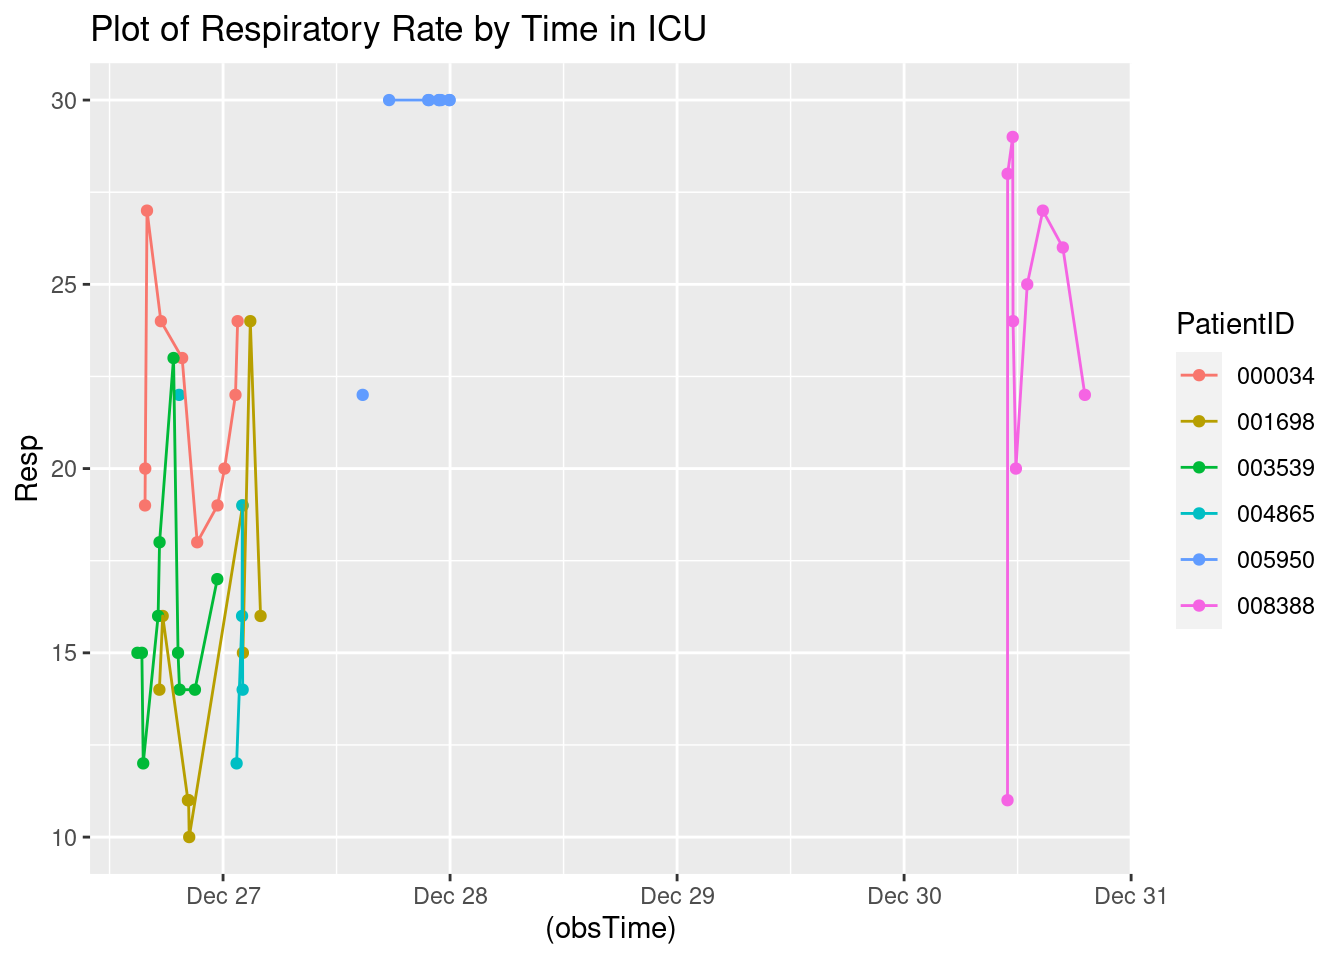 Plot of Respiratory Rate by Time in ICU
Resp
30
25
20
15
10
Dec 27
Dec 28
Dec 29
Dec 30
Dec 31
(obsTime)
PatientID
000034
001698
003539
004865
005950
008388